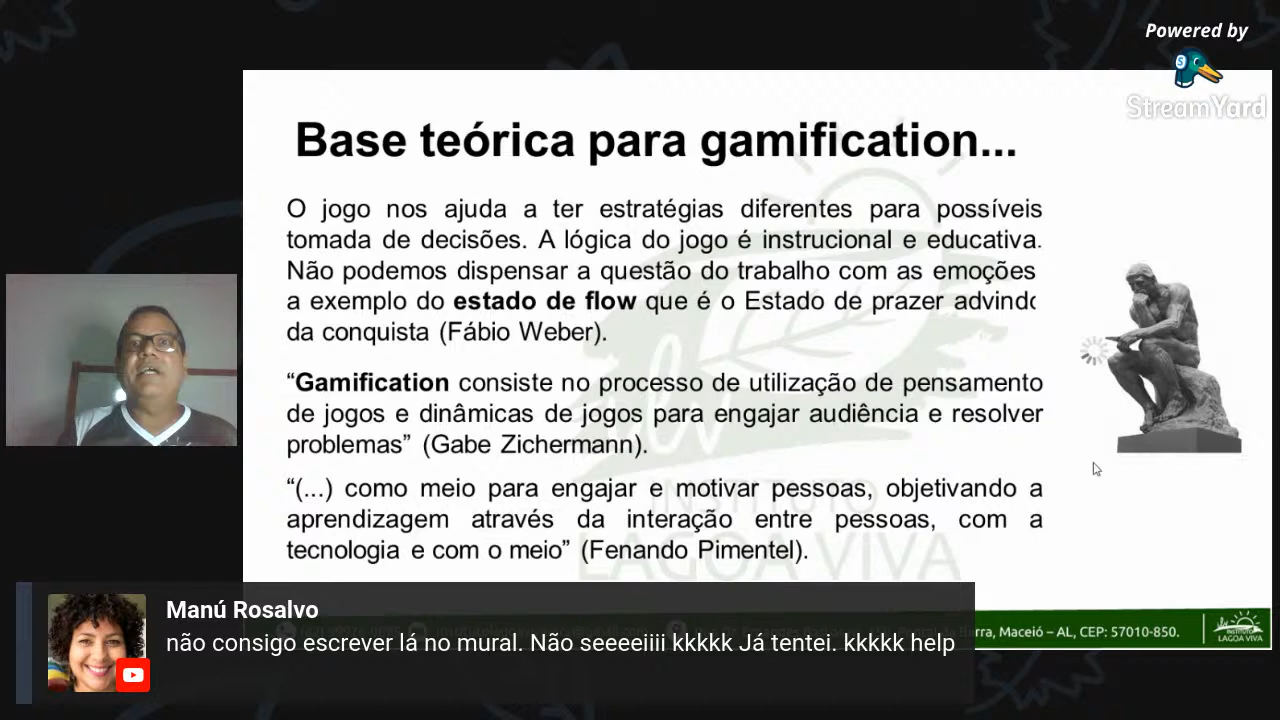 Powered by
StreamYard
Base teórica para gamification...
O jogo nos ajuda a ter estratégias diferentes para possíveis
tomada de decisões. A lógica do jogo é instrucional e educativa.
Não podemos dispensar a questão do trabalho com as emoções
a exemplo do estado de flow que é o Estado de prazer advindo
da conquista (Fábio Weber).
“Gamification consiste no processo de utilização de pensamento
de jogos e dinâmicas de jogos para engajar audiência e resolver
problemas” (Gabe Zichermann).
“(...) como meio para engajar e motivar pessoas, objetivando a
aprendizagem através da interação entre pessoas, com a
tecnologia e com o meio” (Fenando Pimentel).
INSTITUTO
LAGOA VIVA
Manú Rosalvo
não consigo escrever lá no mural. Não seeeeiiii kkkkk Já tentei. kkkkk help
Maceió – AL, CEP: 57010-850.
INSTITUTO
LAGOA VIVA